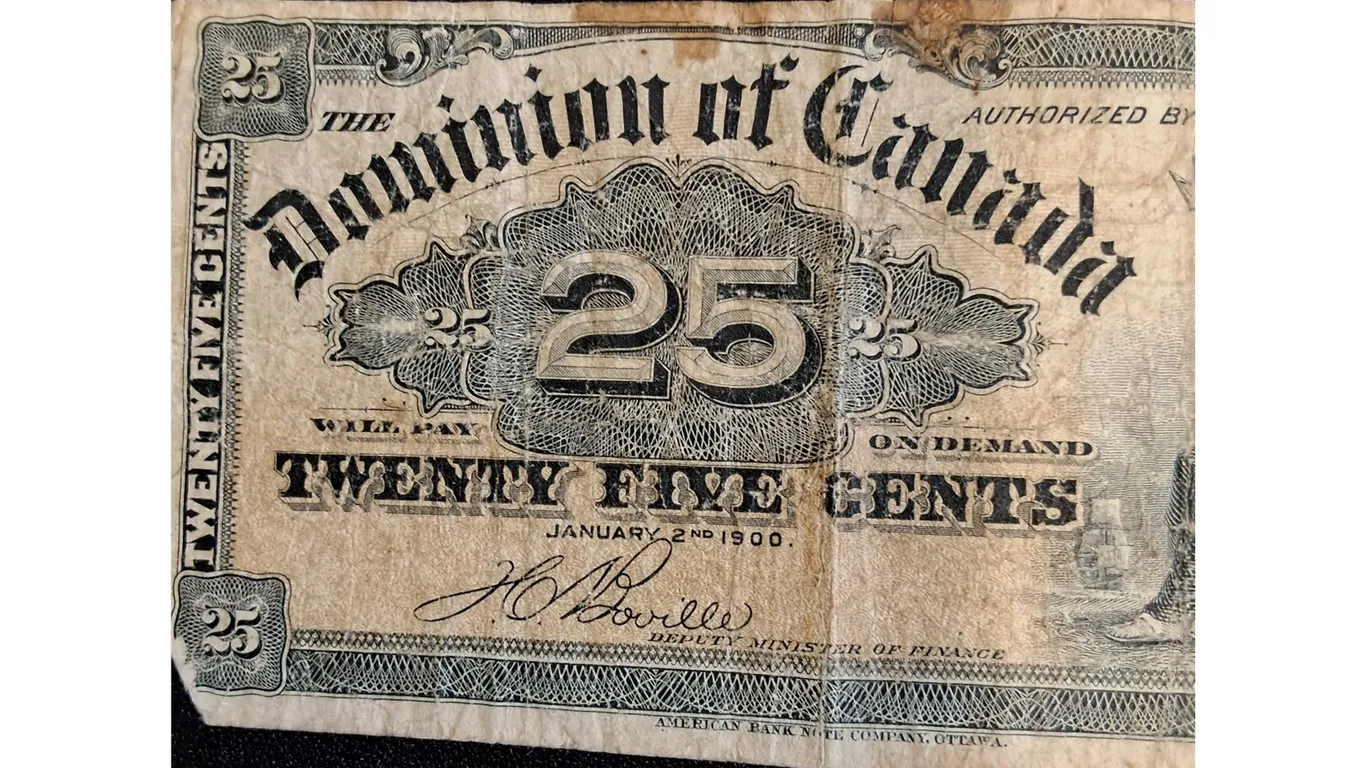 25
THE
Dominion of Canada
AUTHORIZED BY
TWENTY FIVE CENTS
25
25
25
WILL PAY
ON DEMAND
TWENTY FIVE CENTS
JANUARY 2ND 1900.
H.C. Boville
DEPUTY MINISTER OF FINANCE
25
AMERICAN BANK NOTE COMPANY, OTTAWA.